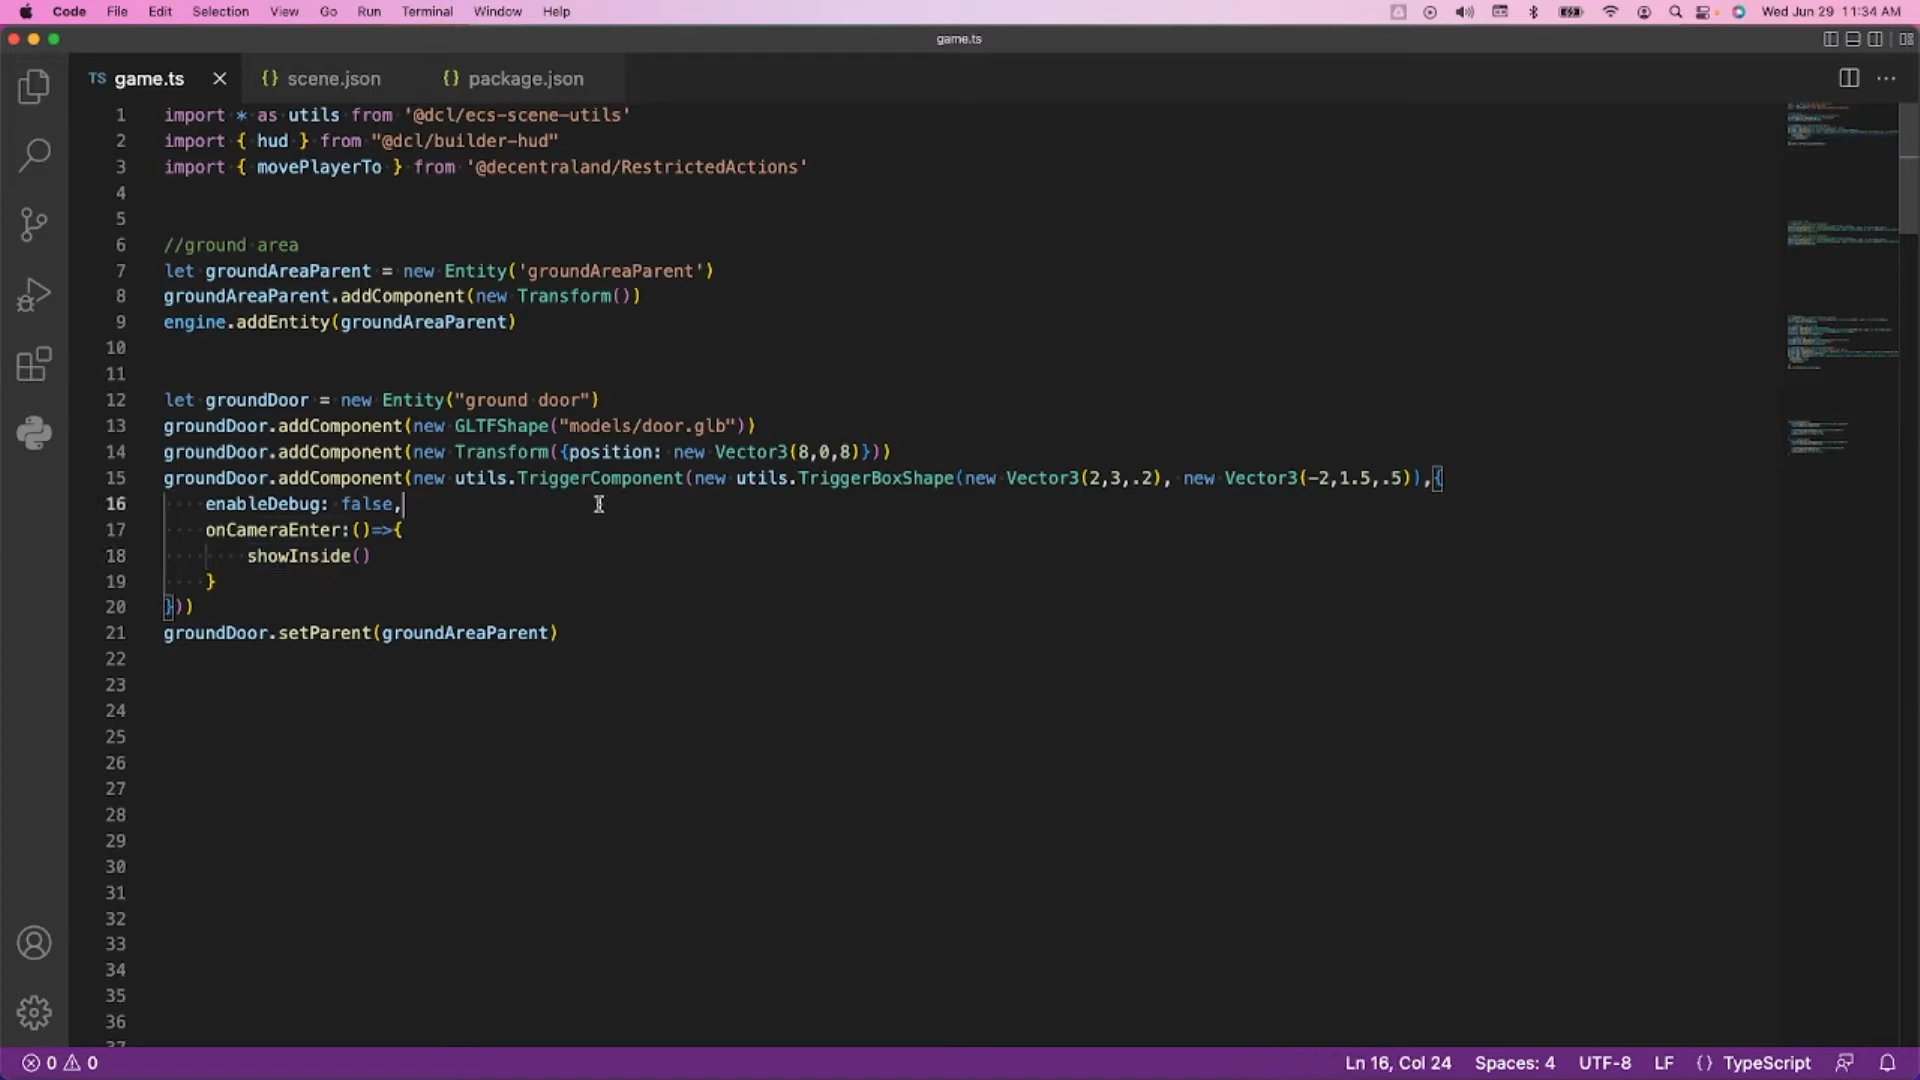 Code File Edit Selection View Go Run Terminal Window Help Wed Jun 29 11:34 AM
game.ts
TS game.ts {} scene.json {} package.json
1 import * as utils from '@dcl/ecs-scene-utils'
2 import { hud } from "@dcl/builder-hud"
3 import { movePlayerTo } from '@decentraland/RestrictedActions'
4
5
6 //ground area
7 let groundAreaParent = new Entity('groundAreaParent')
8 groundAreaParent.addComponent(new Transform())
9 engine.addEntity(groundAreaParent)
10
11
12 let groundDoor = new Entity("ground door")
13 groundDoor.addComponent(new GLTFShape("models/door.glb"))
14 groundDoor.addComponent(new Transform({position: new Vector3(8,0,8)}))
15 groundDoor.addComponent(new utils.TriggerComponent(new utils.TriggerBoxShape(new Vector3(2,3,.2), new Vector3(-2,1.5,.5)),{
16 enableDebug: false,
17 onCameraEnter:()=>{
18 showInside()
19 }
20 }))
21 groundDoor.setParent(groundAreaParent)
22
23
24
25
26
27
28
29
30
31
32
33
34
35
36
37
0 0 Ln 16, Col 24 Spaces: 4 UTF-8 LF {} TypeScript